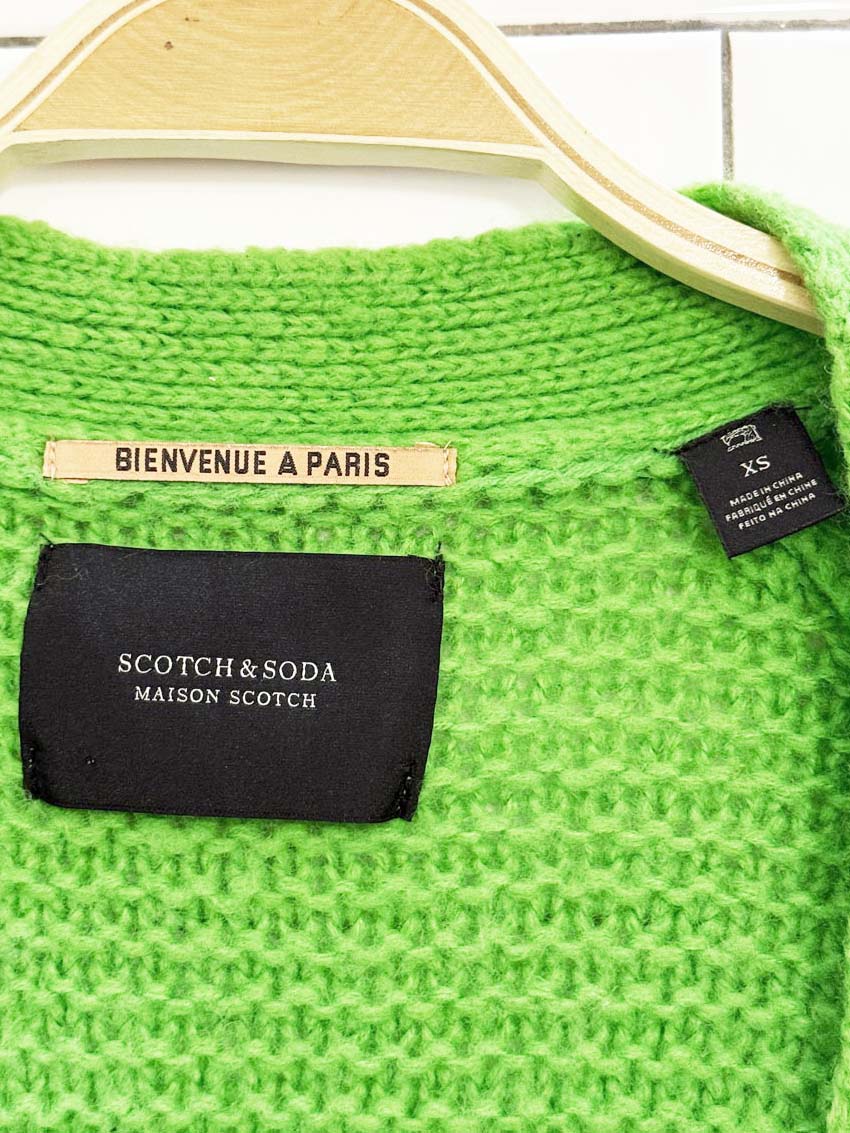 BIENVENUE A PARIS
XS
MADE IN CHINA
FABRIQUÉ EN CHINE
FEITO NA CHINA
SCOTCH & SODA
MAISON SCOTCH